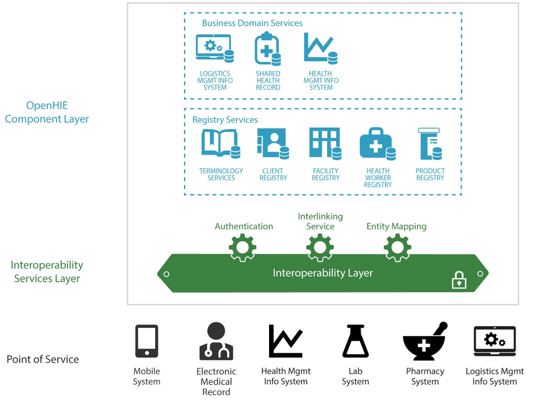 Business Domain Services
LOGISTICS
MGMT INFO
SYSTEM
SHARED
HEALTH
RECORD
HEALTH
MGMT INFO
SYSTEM
OpenHIE
Component Layer
Registry Services
TERMINOLOGY
SERVICES
CLIENT
REGISTRY
FACILITY
REGISTRY
HEALTH
WORKER
REGISTRY
PRODUCT
REGISTRY
Authentication
Interlinking
Service
Entity Mapping
Interoperability
Services Layer
Interoperability Layer
Point of Service
Mobile
System
Electronic
Medical
Record
Health Mgmt
Info System
Lab
System
Pharmacy
System
Logistics Mgmt
Info System